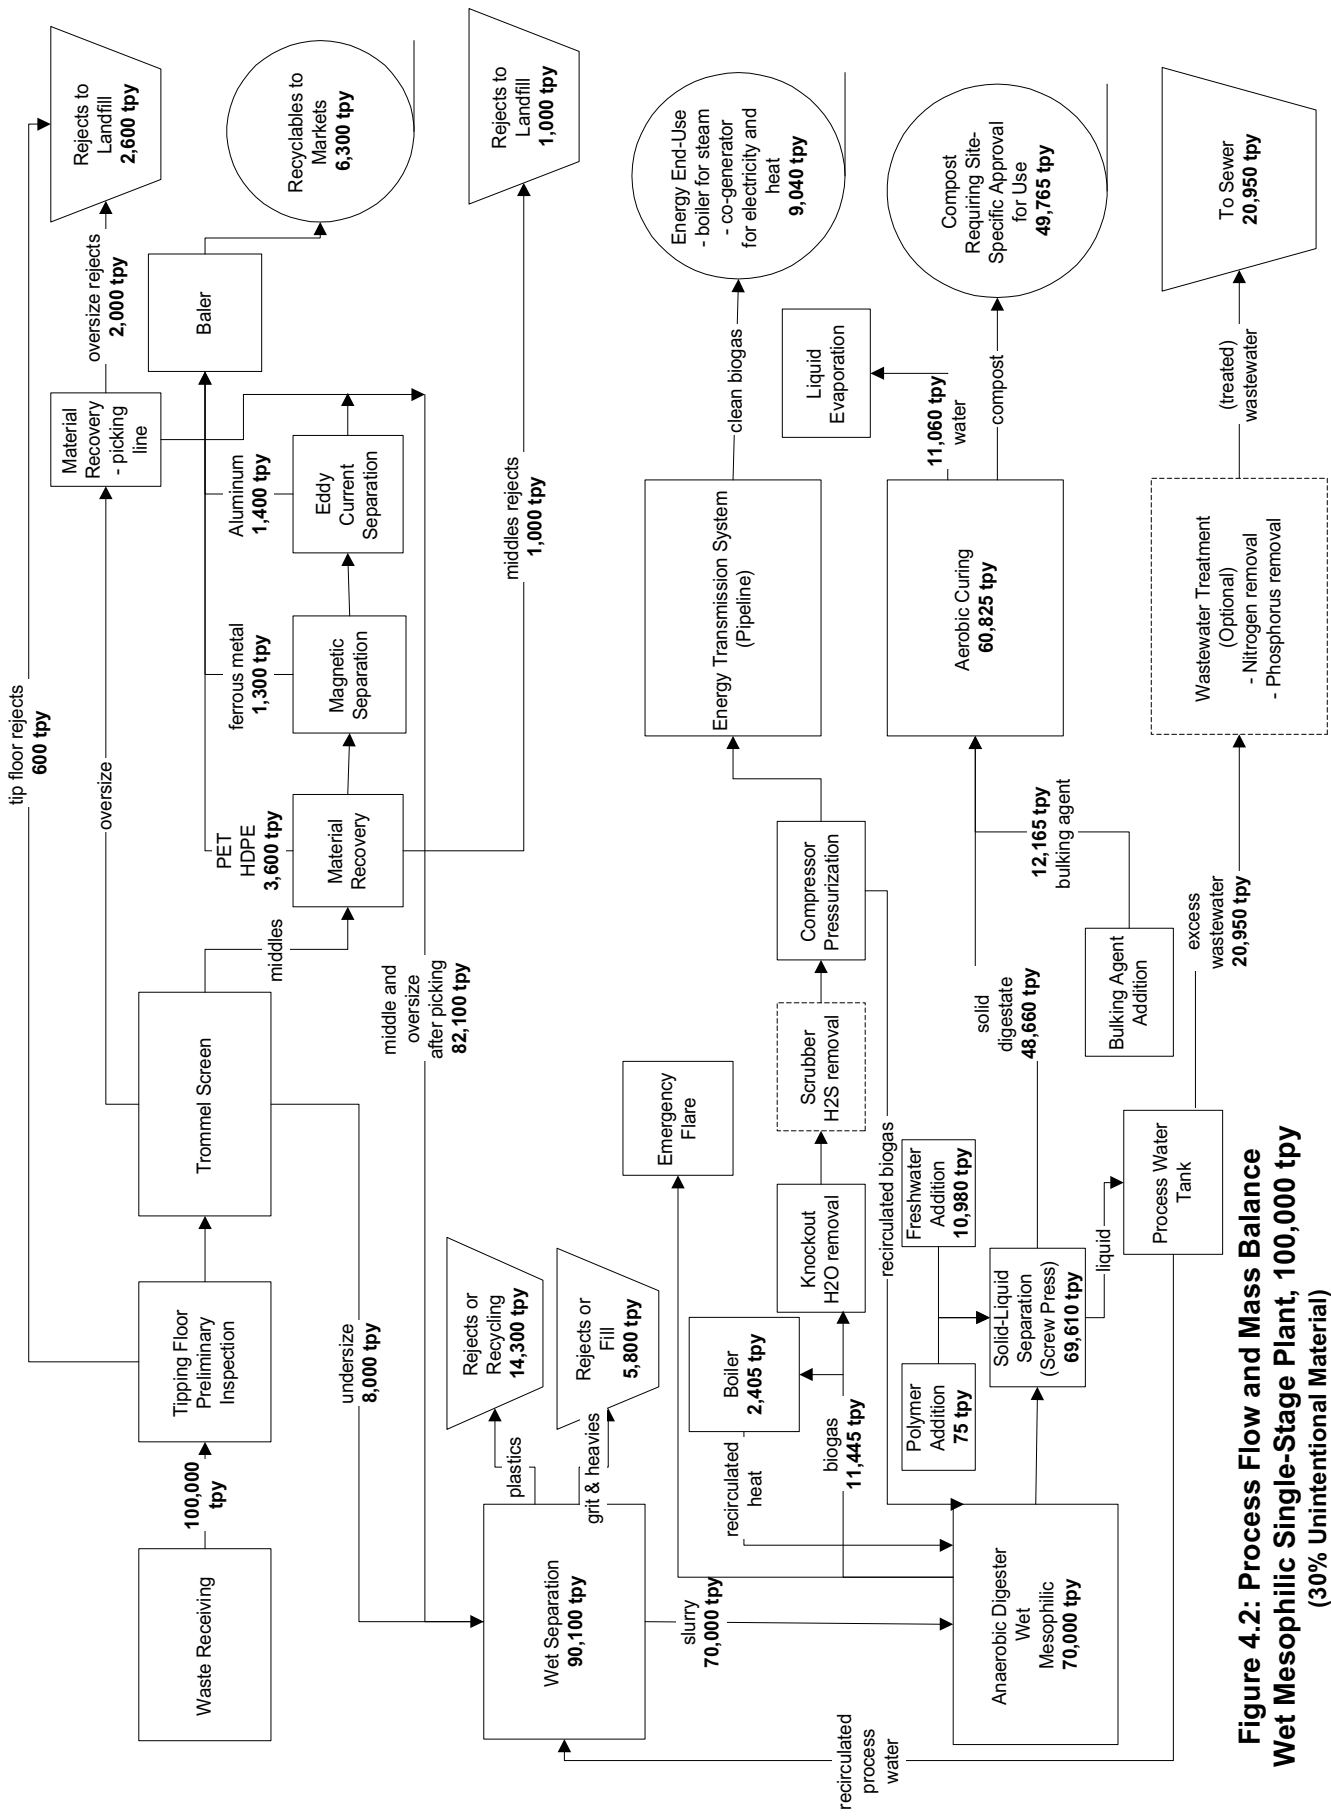 tip floor rejects
600 tpy
Rejects to
Landfill
2,600 tpy
oversize
Material
Recovery
- picking
line
oversize rejects
2,000 tpy
Baler
Recyclables to
Markets
6,300 tpy
Waste Receiving
100,000
tpy
Tipping Floor
Preliminary
Inspection
Trommel Screen
middles
PET
HDPE
3,600 tpy
ferrous metal
1,300 tpy
Aluminum
1,400 tpy
Material
Recovery
Magnetic
Separation
Eddy
Current
Separation
undersize
8,000 tpy
middle and
oversize
after picking
82,100 tpy
middles rejects
1,000 tpy
Rejects to
Landfill
1,000 tpy
Wet Separation
90,100 tpy
plastics
Rejects or
Recycling
14,300 tpy
grit & heavies
Rejects or
Fill
5,800 tpy
slurry
70,000 tpy
Emergency
Flare
recirculated
heat
Boiler
2,405 tpy
biogas
11,445 tpy
Knockout
H2O removal
Scrubber
H2S removal
Compressor
Pressurization
Energy Transmission System
(Pipeline)
clean biogas
Energy End-Use
- boiler for steam
- co-generator
for electricity and
heat
9,040 tpy
recirculated biogas
Liquid
Evaporation
11,060 tpy
water
Polymer
Addition
75 tpy
Freshwater
Addition
10,980 tpy
Anaerobic Digester
Wet
Mesophilic
70,000 tpy
Solid-Liquid
Separation
(Screw Press)
69,610 tpy
solid
digestate
48,660 tpy
12,165 tpy
bulking agent
Aerobic Curing
60,825 tpy
compost
Compost
Requiring Site-
Specific Approval
for Use
49,765 tpy
liquid
Bulking Agent
Addition
recirculated
process
water
Process Water
Tank
excess
wastewater
20,950 tpy
Wastewater Treatment
(Optional)
- Nitrogen removal
- Phosphorus removal
(treated)
wastewater
To Sewer
20,950 tpy
Figure 4.2: Process Flow and Mass Balance
Wet Mesophilic Single-Stage Plant, 100,000 tpy
(30% Unintentional Material)